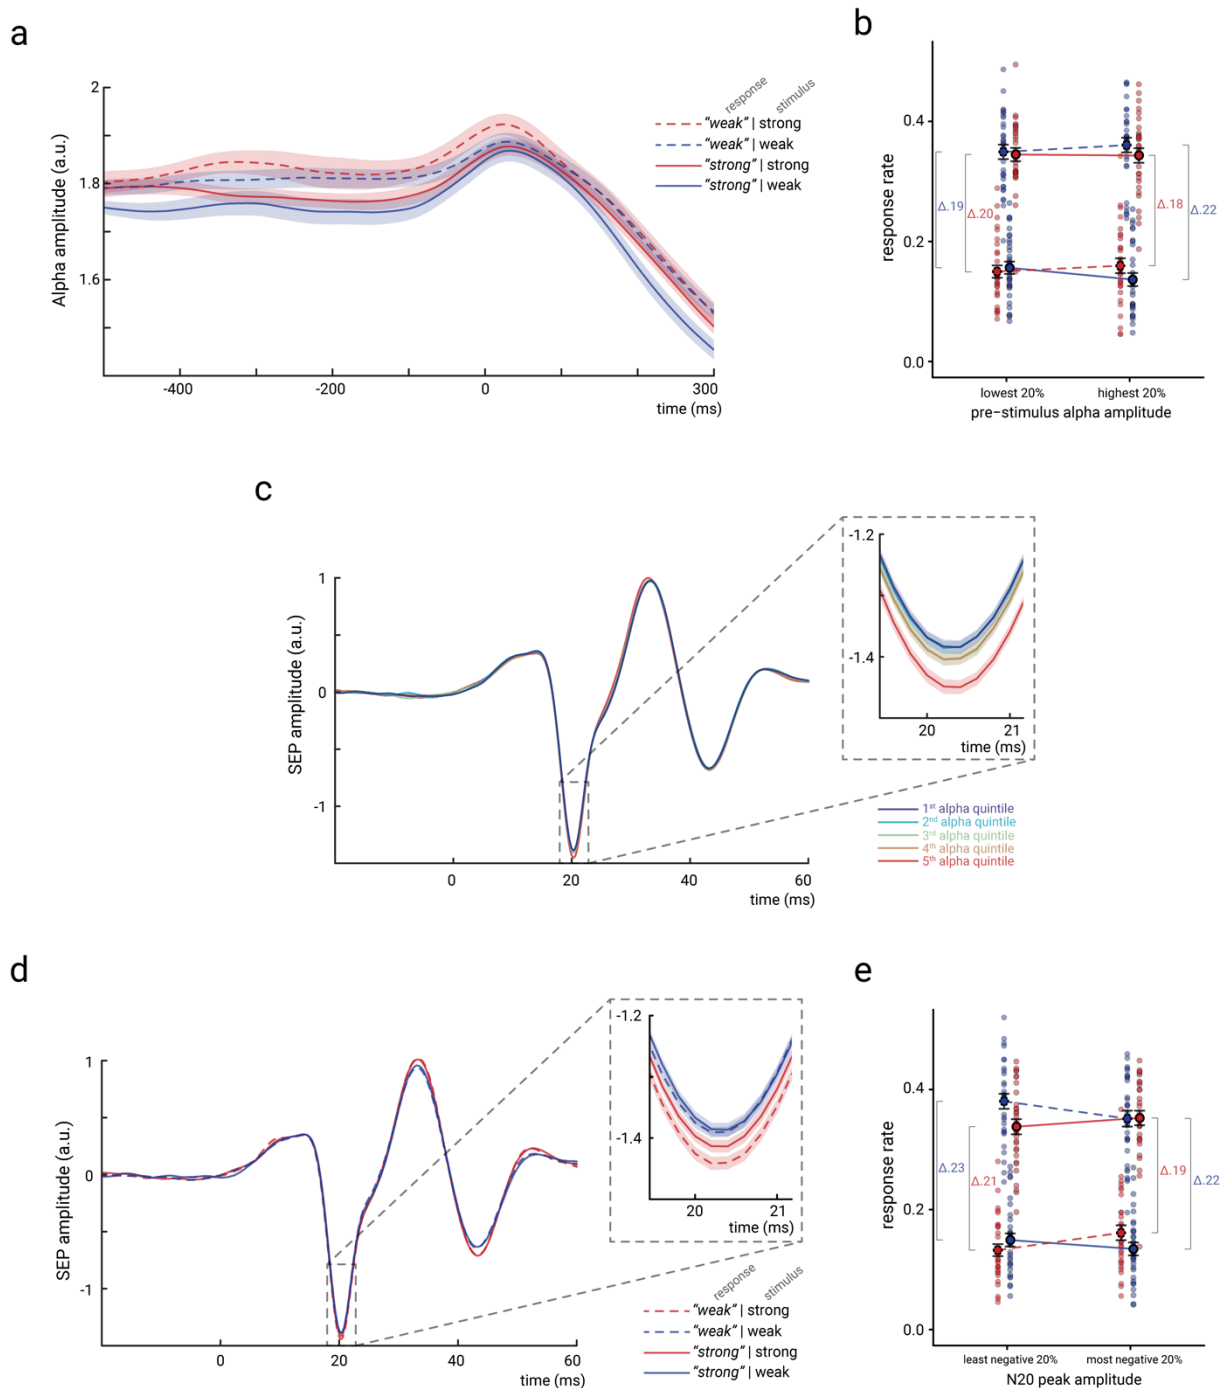 a
Alpha amplitude (a.u.)
2
1.8
1.6
-400
-200
0
300
time (ms)
response
stimulus
"weak" | strong
"weak" | weak
"strong" | strong
"strong" | weak
b
response rate
0.4
0.2
0.0
Δ.19
Δ.20
Δ.18
Δ.22
lowest 20%
highest 20%
pre-stimulus alpha amplitude
c
SEP amplitude (a.u.)
1
0
-1
0
20
40
60
time (ms)
-1.2
-1.4
20
21
time (ms)
1st alpha quintile
2nd alpha quintile
3rd alpha quintile
4th alpha quintile
5th alpha quintile
d
SEP amplitude (a.u.)
1
0
-1
0
20
40
60
time (ms)
-1.2
-1.4
20
21
time (ms)
response
stimulus
"weak" | strong
"weak" | weak
"strong" | strong
"strong" | weak
e
response rate
0.4
0.2
0.0
Δ.23
Δ.21
Δ.19
Δ.22
least negative 20%
most negative 20%
N20 peak amplitude